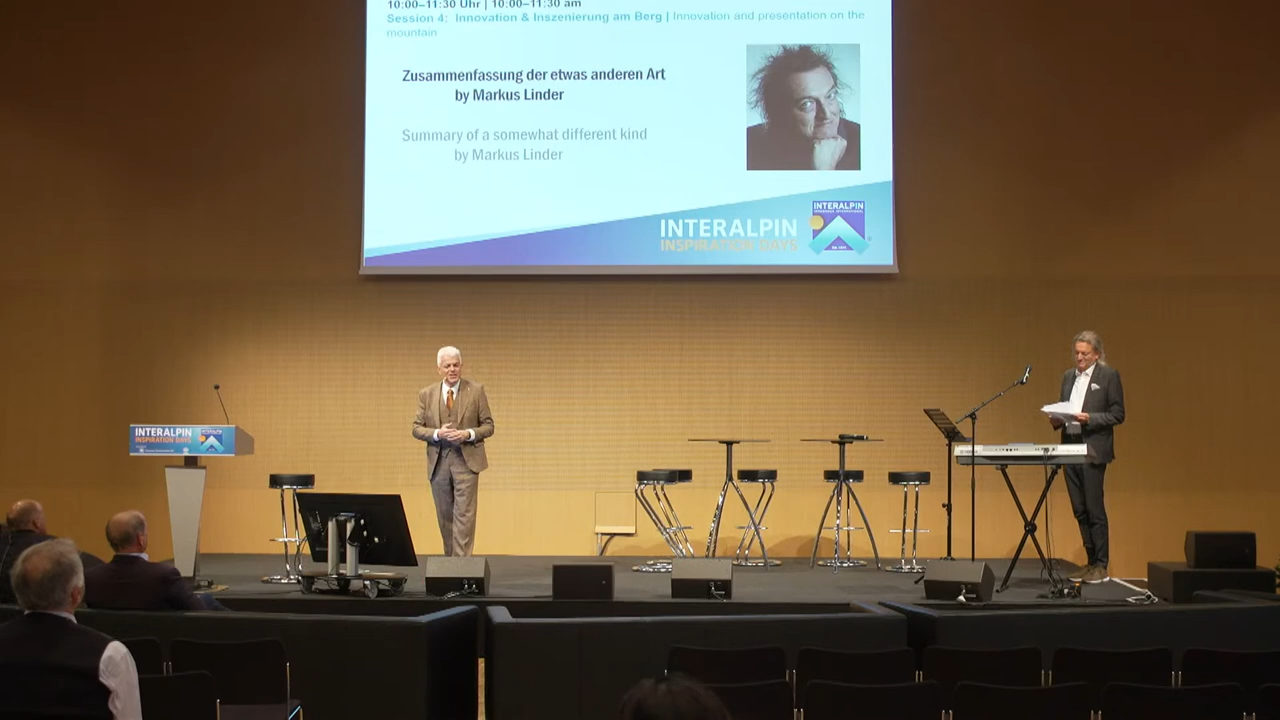 10:00–11:30 Uhr | 10:00–11:30 am
Session 4: Innovation & Inszenierung am Berg | Innovation and presentation on the
mountain
Zusammenfassung der etwas anderen Art
by Markus Linder
Summary of a somewhat different kind
by Markus Linder
INTERALPIN
INSPIRATION DAYS
INTERALPIN
INTERALPIN
INSPIRATION DAYS